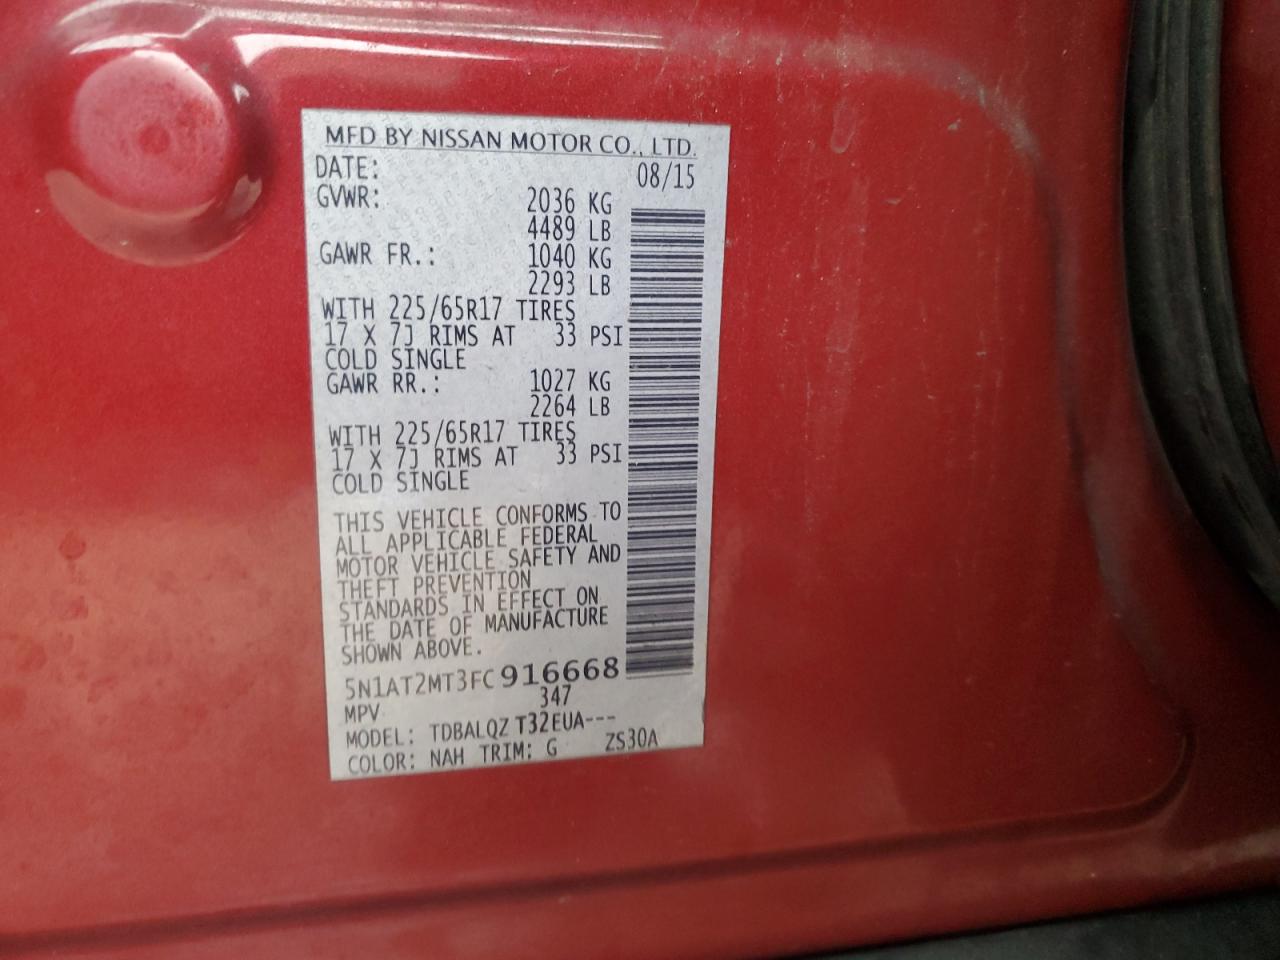 MFD BY NISSAN MOTOR CO., LTD.
DATE: 08/15
GVWR: 2036 KG
4489 LB
GAWR FR.: 1040 KG
2293 LB
WITH 225/65R17 TIRES
17 X 7J RIMS AT 33 PSI
COLD SINGLE
GAWR RR.: 1027 KG
2264 LB
WITH 225/65R17 TIRES
17 X 7J RIMS AT 33 PSI
COLD SINGLE
THIS VEHICLE CONFORMS TO
ALL APPLICABLE FEDERAL
MOTOR VEHICLE SAFETY AND
THEFT PREVENTION
STANDARDS IN EFFECT ON
THE DATE OF MANUFACTURE
SHOWN ABOVE.
5N1AT2MT3FC916668
MPV 347
MODEL: TDBALQZ T32EUA---
COLOR: NAH TRIM: G ZS30A